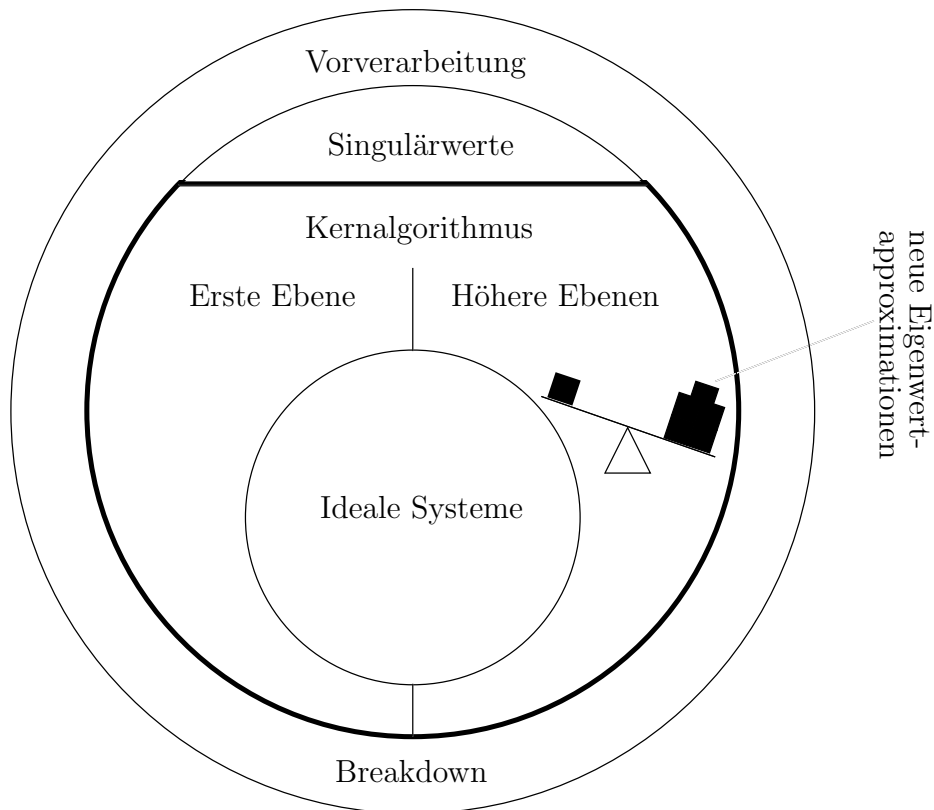 Vorverarbeitung
Singulärwerte
Kernalgorithmus
Erste Ebene
Höhere Ebenen
neue Eigenwert-
approximationen
Ideale Systeme
Breakdown